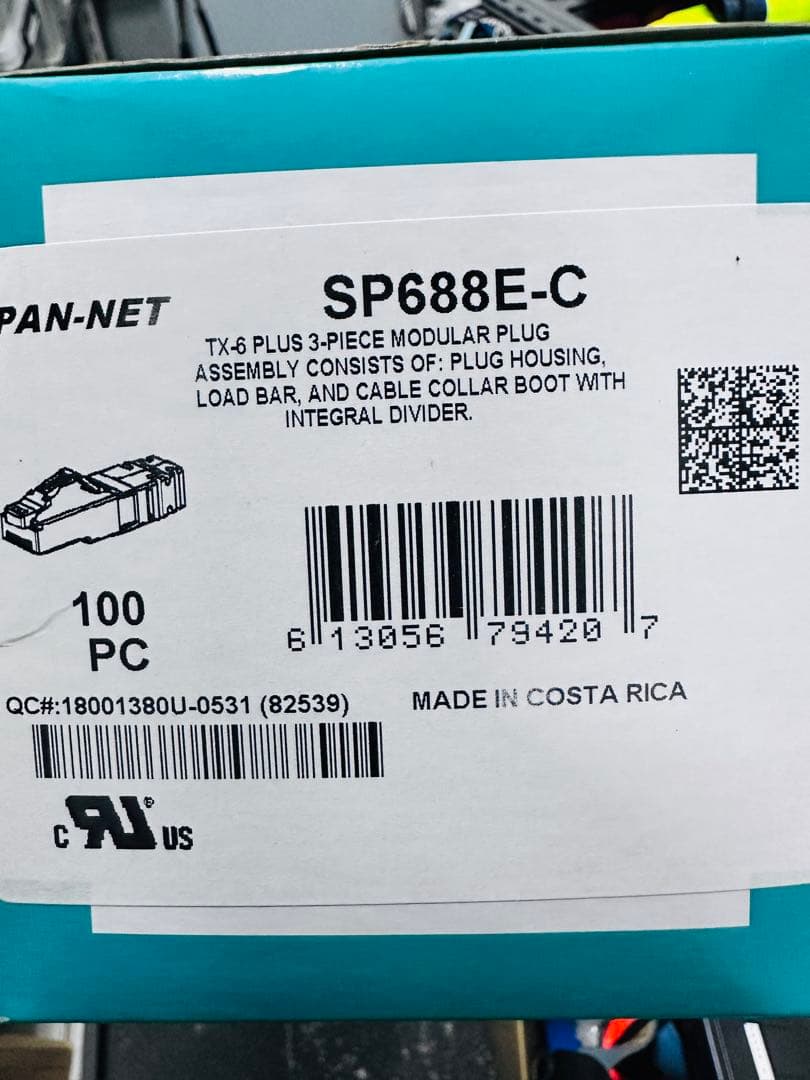 PAN-NET
SP688E-C
TX-6 PLUS 3-PIECE MODULAR PLUG
ASSEMBLY CONSISTS OF: PLUG HOUSING,
LOAD BAR, AND CABLE COLLAR BOOT WITH
INTEGRAL DIVIDER.
100
PC
6 13056 79420 7
QC#:18001380U-0531 (82539)
MADE IN COSTA RICA
C RU® US